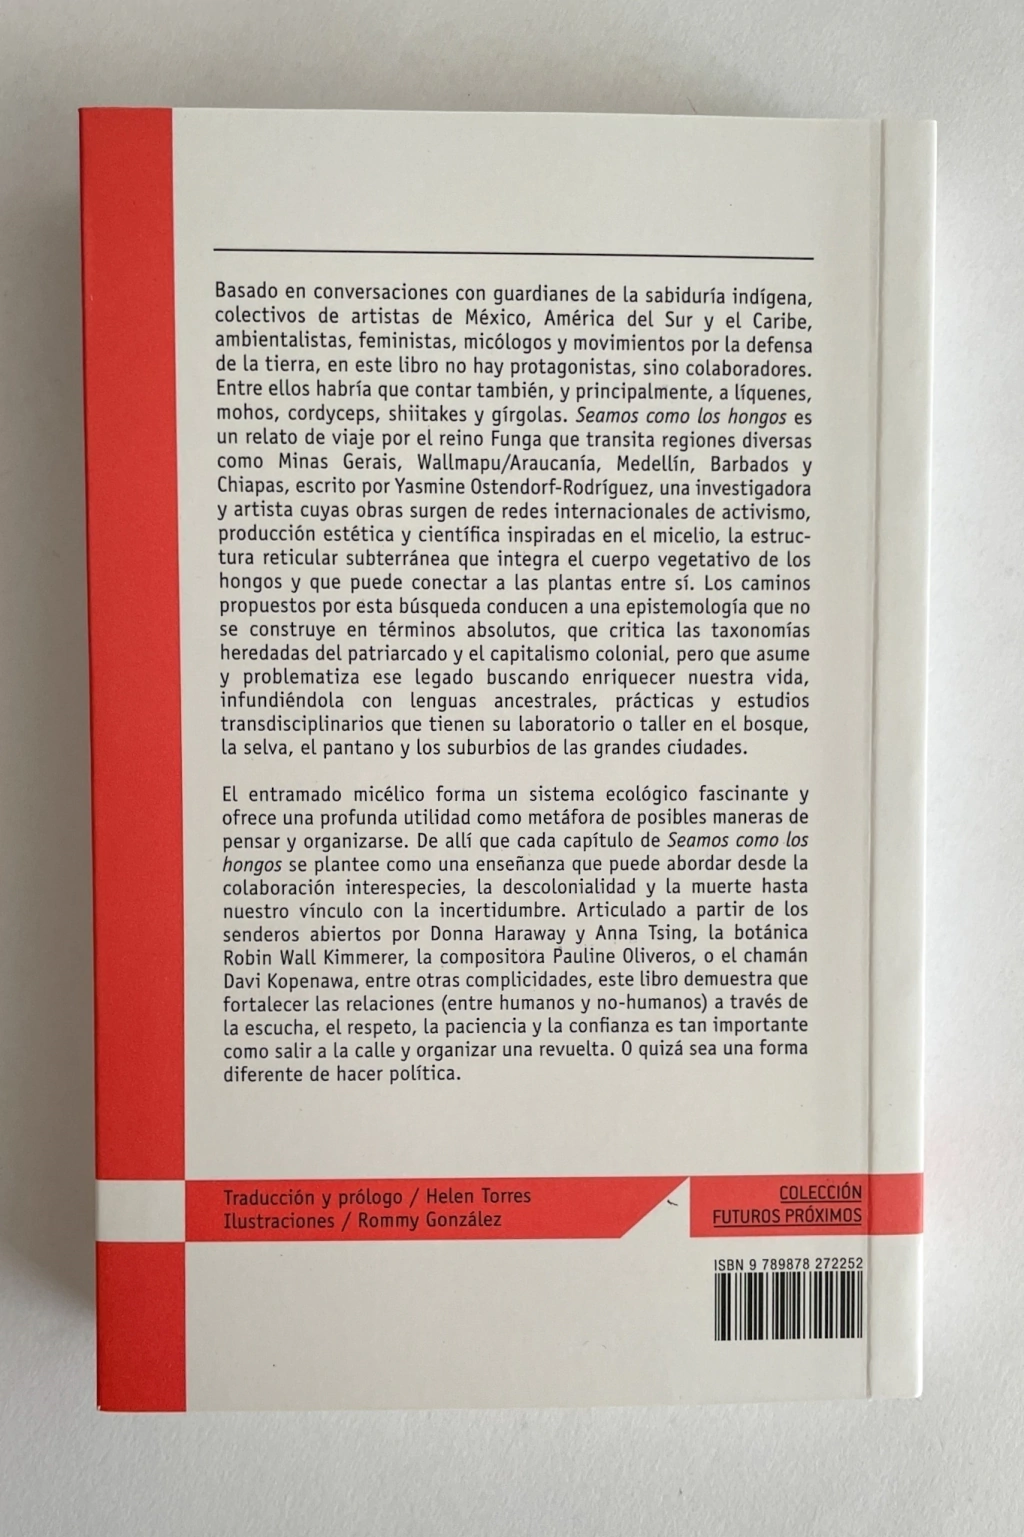 Basado en conversaciones con guardianes de la sabiduría indígena,
colectivos de artistas de México, América del Sur y el Caribe,
ambientalistas, feministas, micólogos y movimientos por la defensa
de la tierra, en este libro no hay protagonistas, sino colaboradores.
Entre ellos habría que contar también, y principalmente, a líquenes,
mohos, cordyceps, shiitakes y gírgolas. Seamos como los hongos es
un relato de viaje por el reino Funga que transita regiones diversas
como Minas Gerais, Wallmapu/Araucanía, Medellín, Barbados y
Chiapas, escrito por Yasmine Ostendorf-Rodríguez, una investigadora
y artista cuyas obras surgen de redes internacionales de activismo,
producción estética y científica inspiradas en el micelio, la estruc-
tura reticular subterránea que integra el cuerpo vegetativo de los
hongos y que puede conectar a las plantas entre sí. Los caminos
propuestos por esta búsqueda conducen a una epistemología que no
se construye en términos absolutos, que critica las taxonomías
heredadas del patriarcado y el capitalismo colonial, pero que asume
y problematiza ese legado buscando enriquecer nuestra vida,
infundiéndola con lenguas ancestrales, prácticas y estudios
transdisciplinarios que tienen su laboratorio o taller en el bosque,
la selva, el pantano y los suburbios de las grandes ciudades.
El entramado micélico forma un sistema ecológico fascinante y
ofrece una profunda utilidad como metáfora de posibles maneras de
pensar y organizarse. De allí que cada capítulo de Seamos como los
hongos se plantee como una enseñanza que puede abordar desde la
colaboración interespecies, la descolonialidad y la muerte hasta
nuestro vínculo con la incertidumbre. Articulado a partir de los
senderos abiertos por Donna Haraway y Anna Tsing, la botánica
Robin Wall Kimmerer, la compositora Pauline Oliveros, o el chamán
Davi Kopenawa, entre otras complicidades, este libro demuestra que
fortalecer las relaciones (entre humanos y no-humanos) a través de
la escucha, el respeto, la paciencia y la confianza es tan importante
como salir a la calle y organizar una revuelta. O quizá sea una forma
diferente de hacer política.
Traducción y prólogo / Helen Torres
Ilustraciones / Rommy González
COLECCIÓN
FUTUROS PRÓXIMOS
ISBN 9 789878 272252